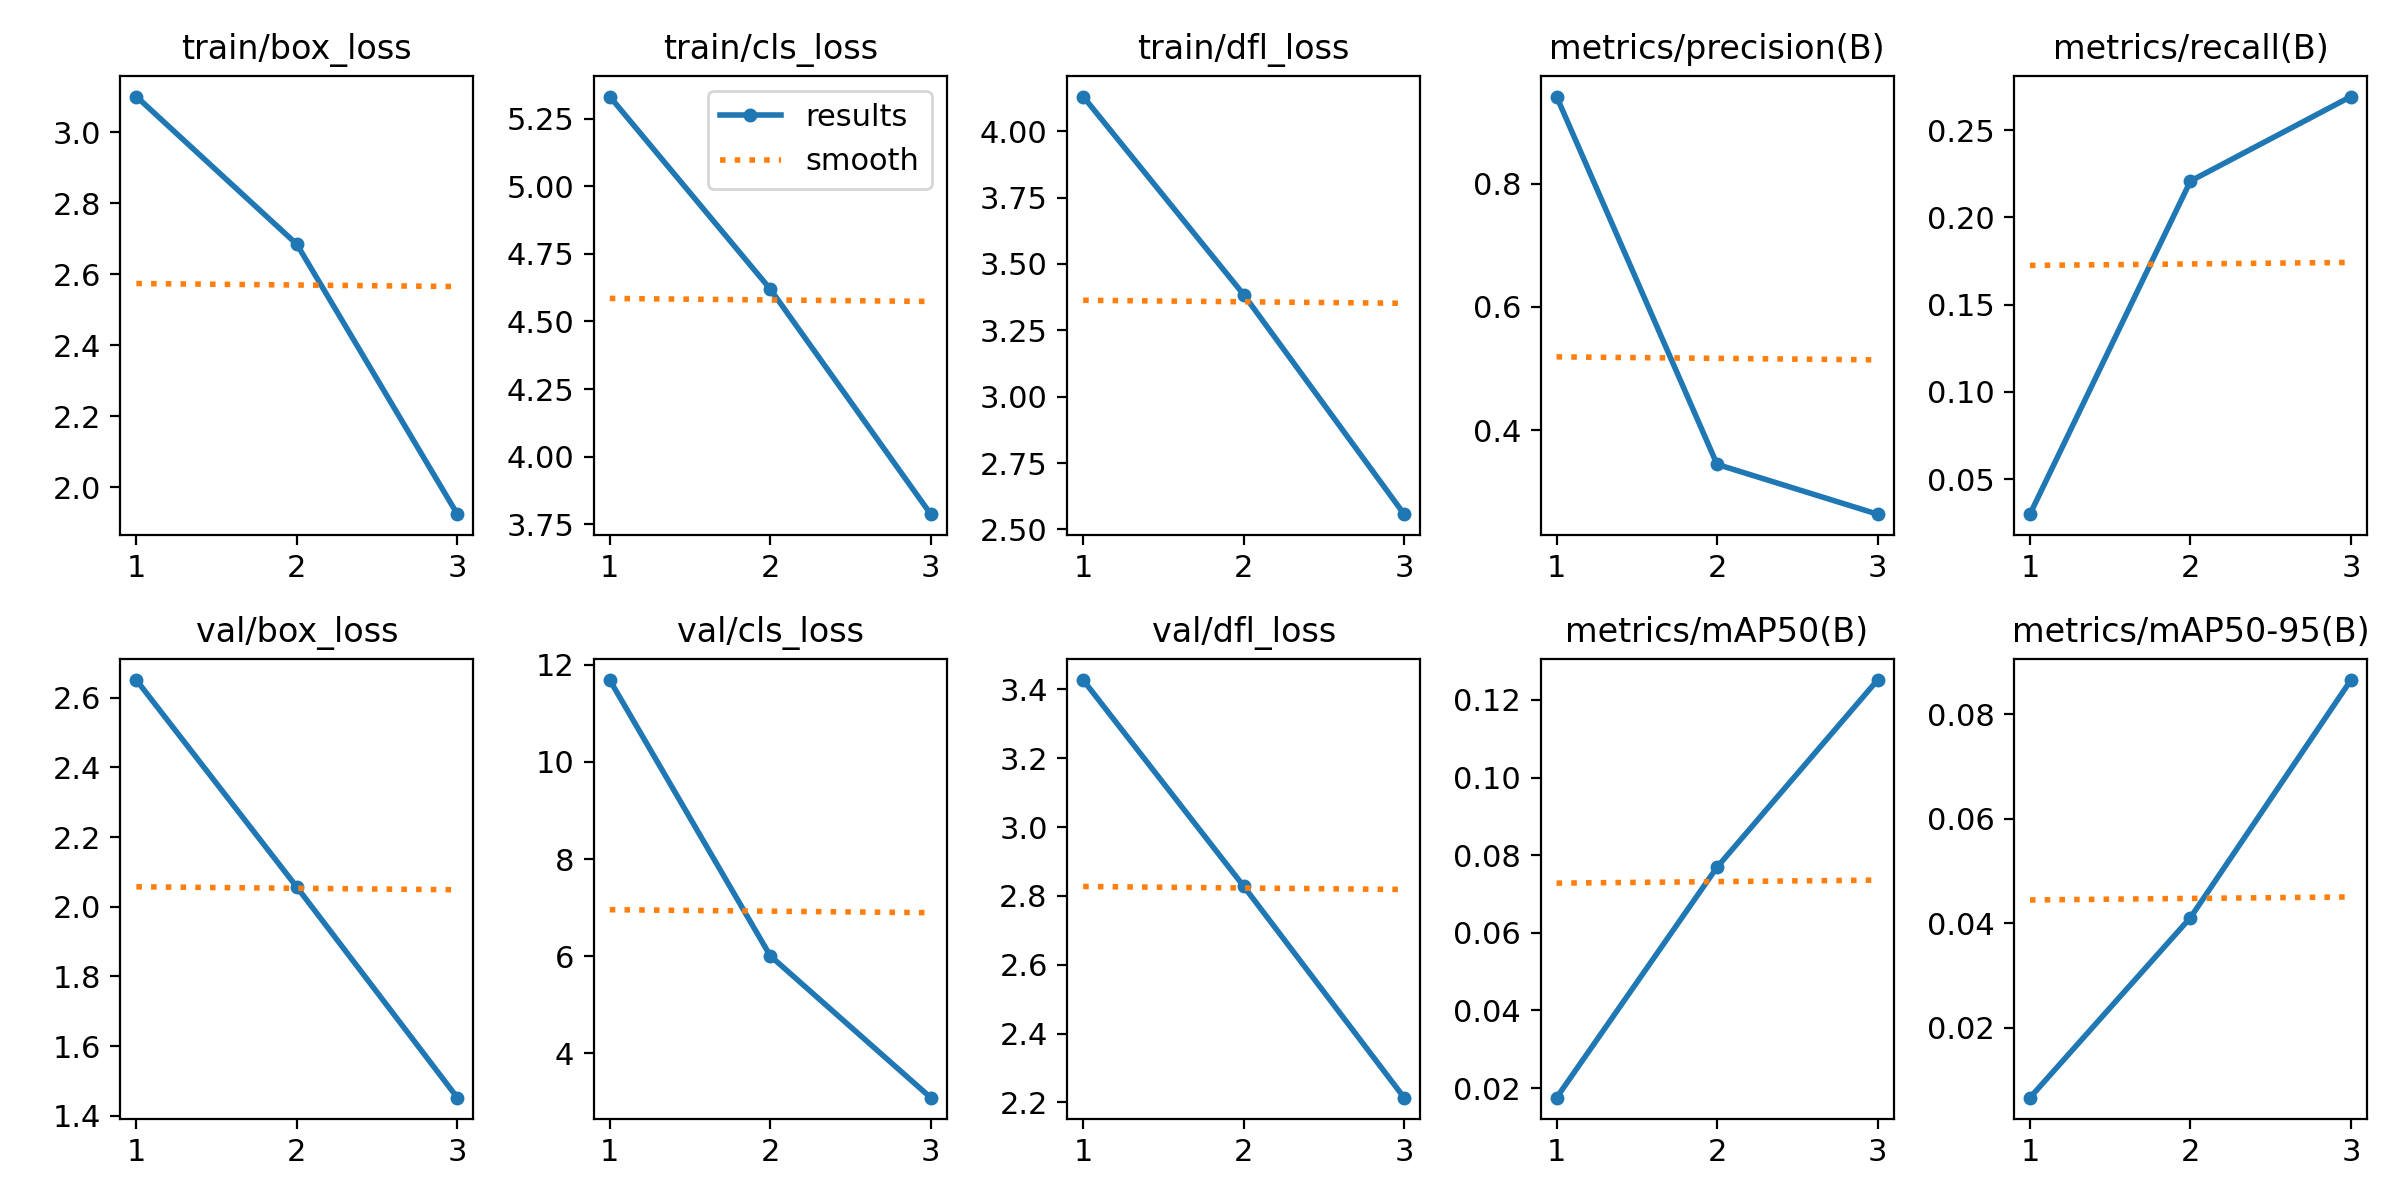 train/box_loss
3.0
2.8
2.6
2.4
2.2
2.0
1 2 3
train/cls_loss
results
smooth
5.25
5.00
4.75
4.50
4.25
4.00
3.75
1 2 3
train/dfl_loss
4.00
3.75
3.50
3.25
3.00
2.75
2.50
1 2 3
metrics/precision(B)
0.8
0.6
0.4
1 2 3
metrics/recall(B)
0.25
0.20
0.15
0.10
0.05
1 2 3
val/box_loss
2.6
2.4
2.2
2.0
1.8
1.6
1.4
1 2 3
val/cls_loss
12
10
8
6
4
1 2 3
val/dfl_loss
3.4
3.2
3.0
2.8
2.6
2.4
2.2
1 2 3
metrics/mAP50(B)
0.12
0.10
0.08
0.06
0.04
0.02
1 2 3
metrics/mAP50-95(B)
0.08
0.06
0.04
0.02
1 2 3